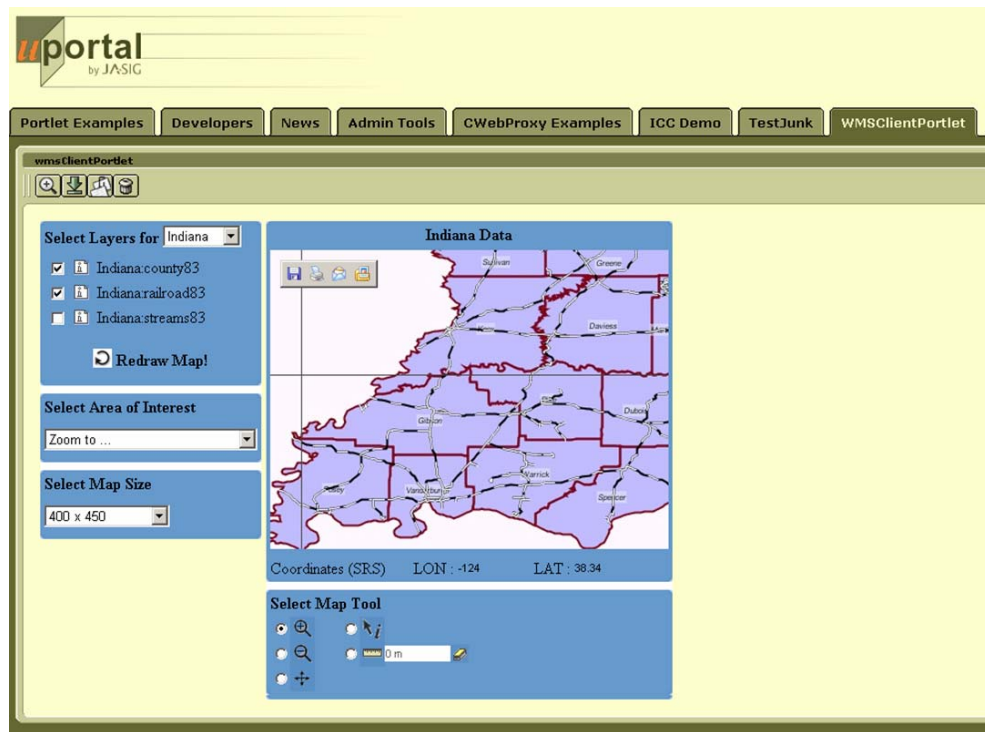 uportal
by JA-SIG
Portlet Examples Developers News Admin Tools CWebProxy Examples ICC Demo TestJunk WMSClientPortlet
wmsClientPortlet
Select Layers for Indiana
Indiana:county83
Indiana:railroad83
Indiana:streams83
Redraw Map!
Select Area of Interest
Zoom to ...
Select Map Size
400 x 450
Indiana Data
Sullivan
Greene
Daviess
Gibson
Dubois
Warrick
Spencer
Coordinates (SRS) LON : -124 LAT : 38.34
Select Map Tool
i
0 m